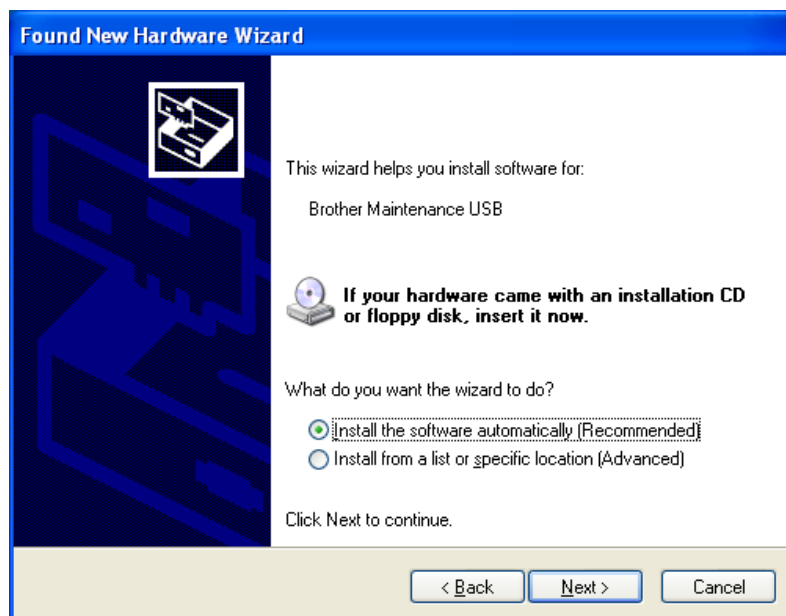 Found New Hardware Wizard
This wizard helps you install software for:
Brother Maintenance USB
If your hardware came with an installation CD
or floppy disk, insert it now.
What do you want the wizard to do?
Install the software automatically (Recommended)
Install from a list or specific location (Advanced)
Click Next to continue.
< Back
Next >
Cancel